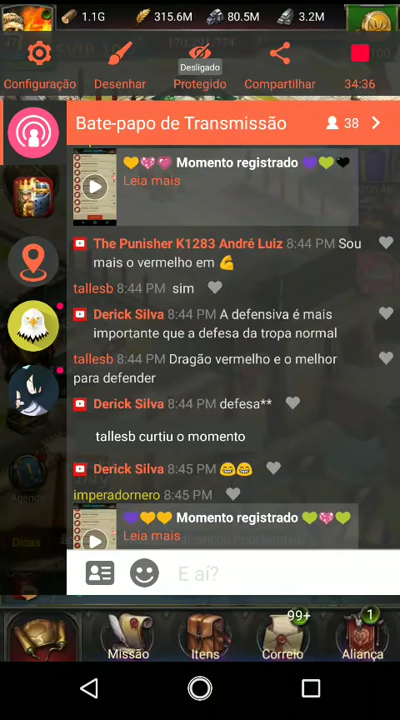 1.1G 315.6M 80.5M 3.2M
Desligado
Configuração Desenhar Protegido Compartilhar 34:36
Bate-papo de Transmissão 38
💛💖💗 Momento registrado 💜💚🖤
Leia mais
The Punisher K1283 André Luiz 8:44 PM Sou
mais o vermelho em 💪
tallesb 8:44 PM sim
Derick Silva 8:44 PM A defensiva é mais
importante que a defesa da tropa normal
tallesb 8:44 PM Dragão vermelho e o melhor
para defender
Derick Silva 8:44 PM defesa**
tallesb curtiu o momento
Derick Silva 8:45 PM 😂😂
imperadornero 8:45 PM
💜💛💛 Momento registrado 💚💖💚
Leia mais
Agenda
Dicas
E aí?
99+ 1
Missão Itens Correio Aliança